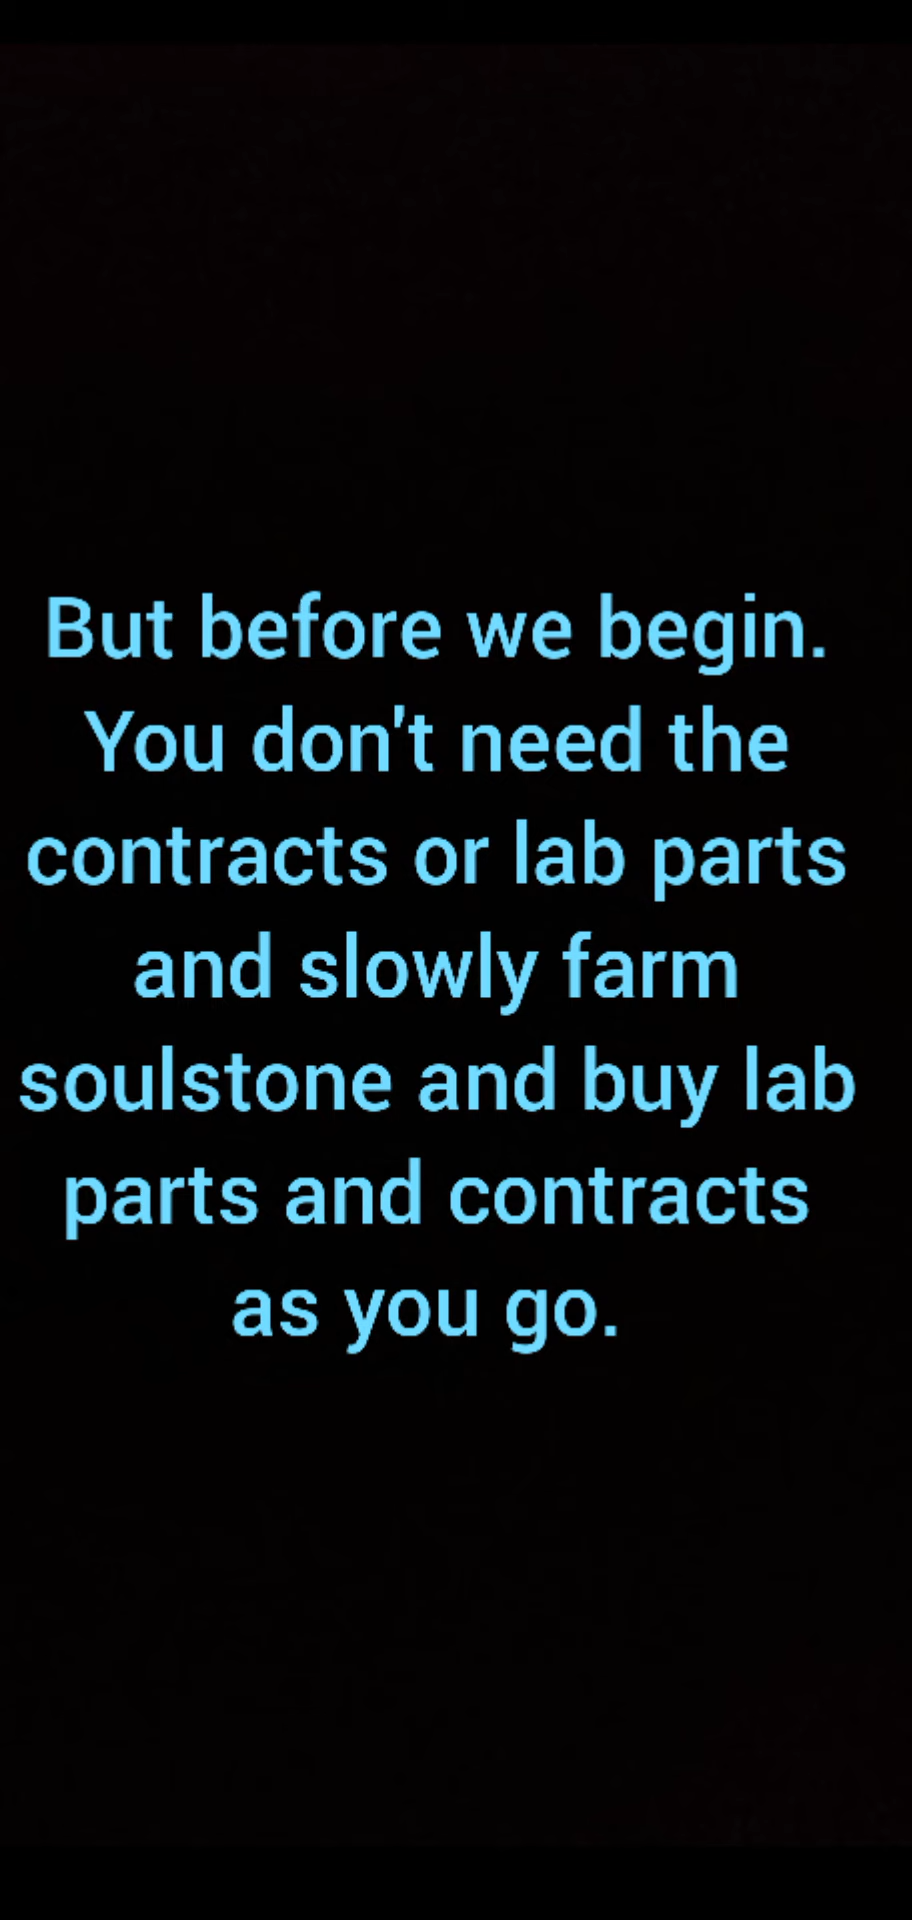 But before we begin.
You don't need the
contracts or lab parts
and slowly farm
soulstone and buy lab
parts and contracts
as you go.